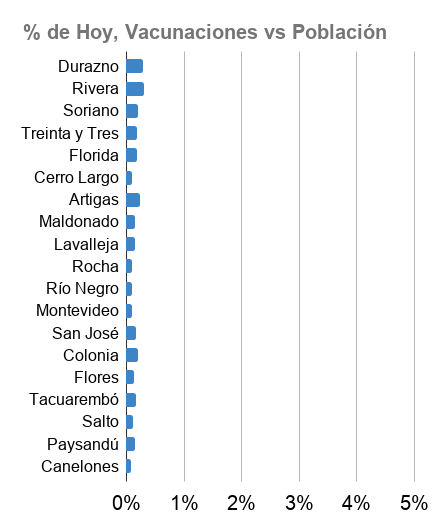 % de Hoy, Vacunaciones vs Población
Durazno
Rivera
Soriano
Treinta y Tres
Florida
Cerro Largo
Artigas
Maldonado
Lavalleja
Rocha
Río Negro
Montevideo
San José
Colonia
Flores
Tacuarembó
Salto
Paysandú
Canelones
0% 1% 2% 3% 4% 5%